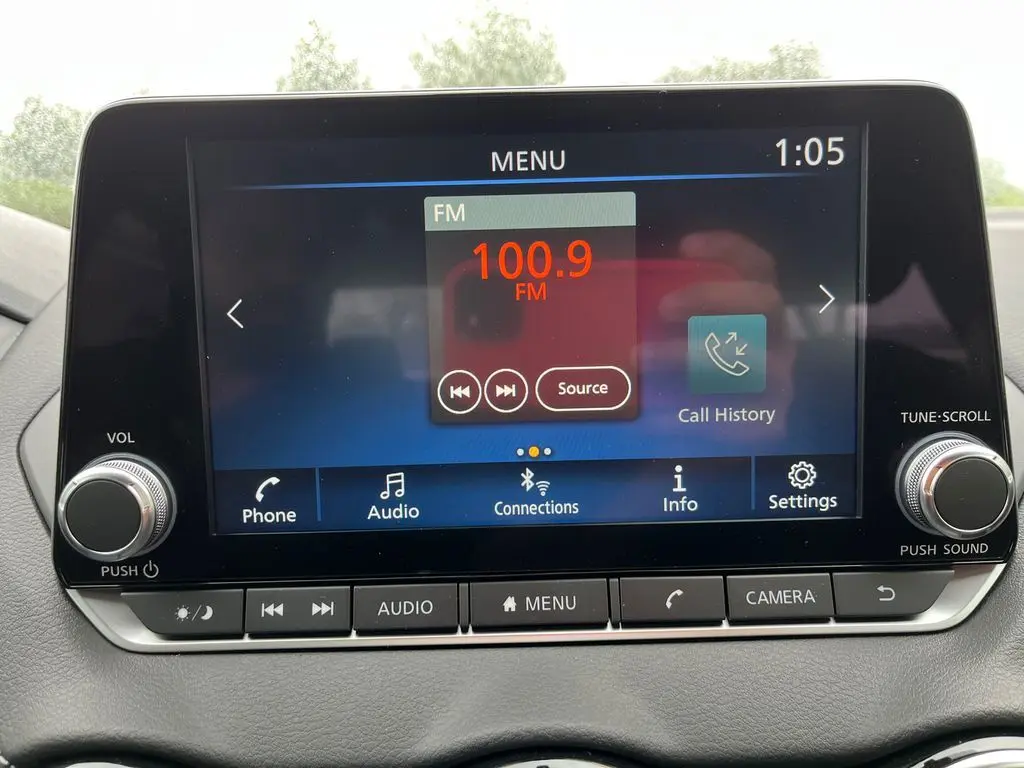 MENU
1:05
FM
100.9
FM
Source
Call History
VOL
TUNE·SCROLL
Phone
Audio
Connections
Info
Settings
PUSH
PUSH SOUND
AUDIO
MENU
CAMERA